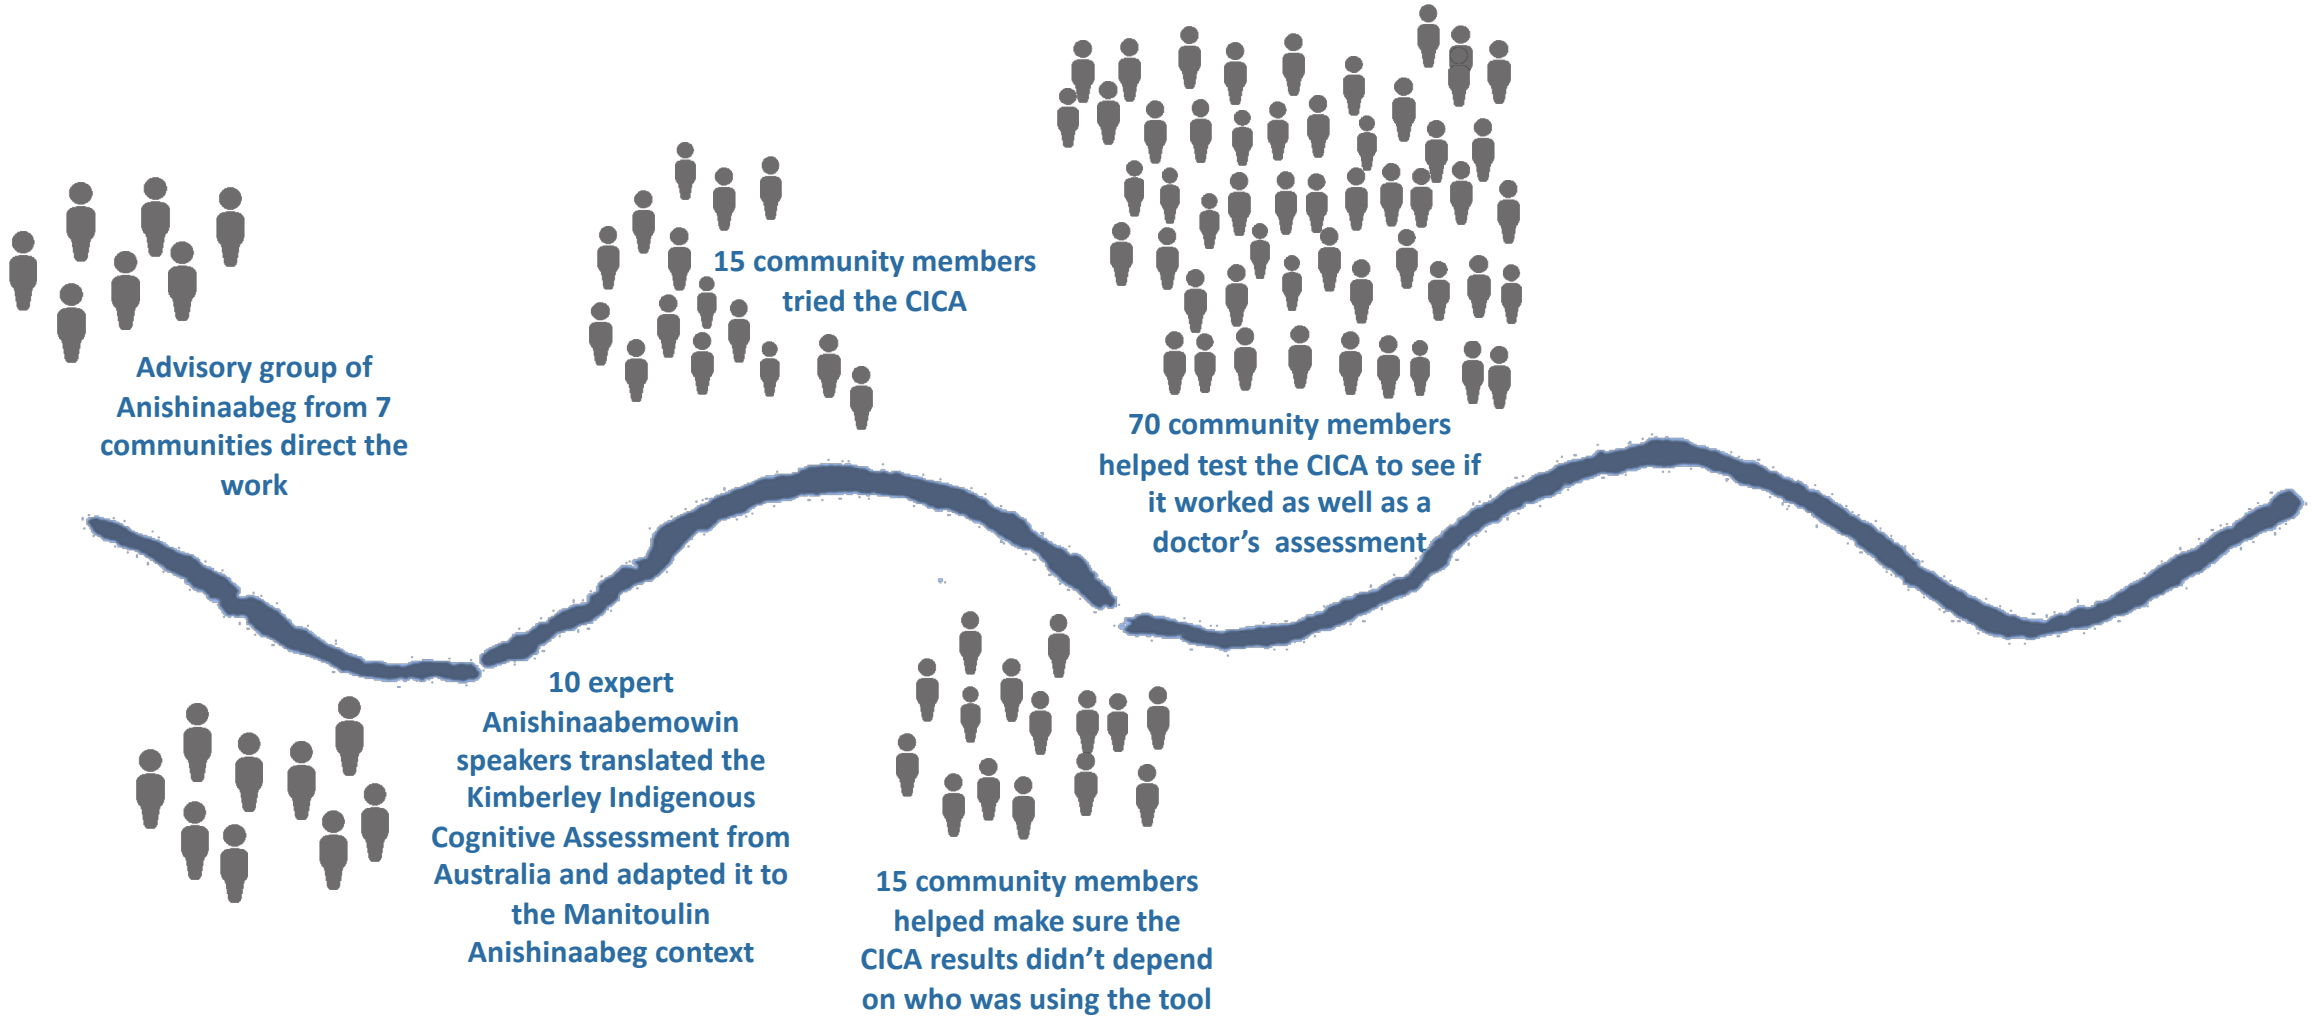 Advisory group of
Anishinaabeg from 7
communities direct the
work
10 expert
Anishinaabemowin
speakers translated the
Kimberley Indigenous
Cognitive Assessment from
Australia and adapted it to
the Manitoulin
Anishinaabeg context
15 community members
tried the CICA
15 community members
helped make sure the
CICA results didn’t depend
on who was using the tool
70 community members
helped test the CICA to see if
it worked as well as a
doctor’s  assessment